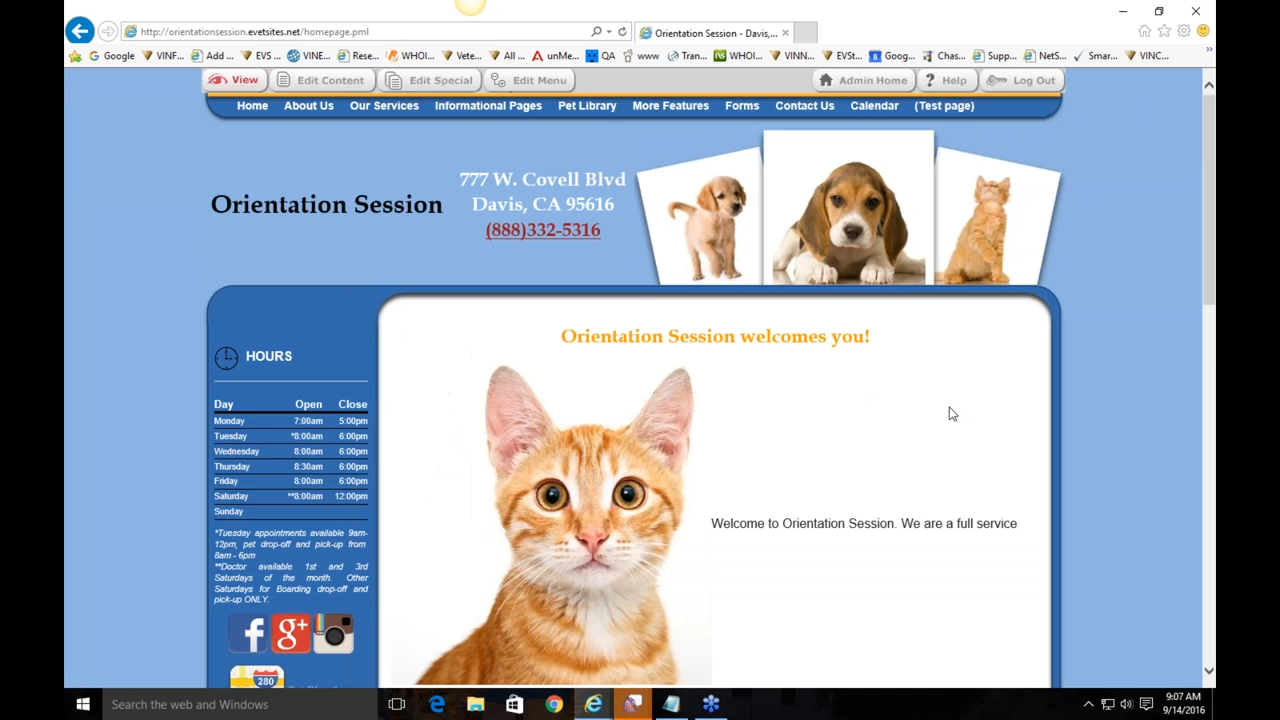 http://orientationsession.evetsites.net/homepage.pml
Orientation Session - Davis,...
Google VINF... Add ... EVS ... VINE... Rese... WHOI... Vete... All ... unMe... QA www Tran... WHOI... VINN... EVSt... Goog... Chas... Supp... NetS... Smar... VINC...
View Edit Content Edit Special Edit Menu Admin Home ? Help Log Out
Home About Us Our Services Informational Pages Pet Library More Features Forms Contact Us Calendar (Test page)
777 W. Covell Blvd
Davis, CA 95616
(888)332-5316
Orientation Session
Orientation Session welcomes you!
HOURS
Day Open Close
Monday 7:00am 5:00pm
Tuesday *8:00am 6:00pm
Wednesday 8:00am 6:00pm
Thursday 8:30am 6:00pm
Friday 8:00am 6:00pm
Saturday **8:00am 12:00pm
Sunday
*Tuesday appointments available 9am-
12pm, pet drop-off and pick-up from
8am - 6pm
**Doctor available 1st and 3rd
Saturdays of the month. Other
Saturdays for Boarding drop-off and
pick-up ONLY.
Welcome to Orientation Session. We are a full service
f g+
280
Search the web and Windows
9:07 AM
9/14/2016